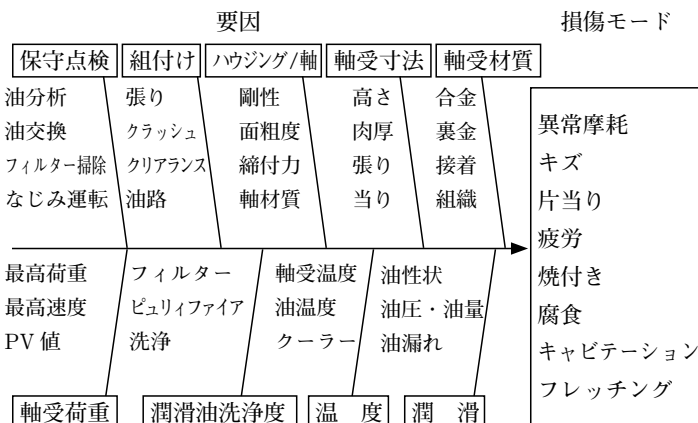 要因
損傷モード
保守点検 組付け ハウジング/軸 軸受寸法 軸受材質
油分析 張り 剛性 高さ 合金
油交換 クラッシュ 面粗度 肉厚 裏金
フィルター掃除 クリアランス 締付力 張り 接着
なじみ運転 油路 軸材質 当り 組織
異常摩耗
キズ
片当り
疲労
焼付き
腐食
キャビテーション
フレッチング
最高荷重 フィルター 軸受温度 油性状
最高速度 ピュリィファイア 油温度 油圧・油量
PV 値 洗浄 クーラー 油漏れ
軸受荷重 潤滑油洗浄度 温 度 潤 滑